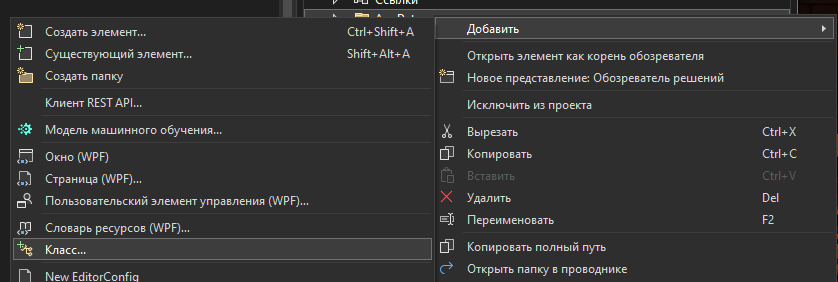 Ссылки
Создать элемент... Ctrl+Shift+A
Существующий элемент... Shift+Alt+A
Создать папку
Клиент REST API...
Модель машинного обучения...
Окно (WPF)
Страница (WPF)...
Пользовательский элемент управления (WPF)...
Словарь ресурсов (WPF)...
Класс...
New EditorConfig
Добавить
Открыть элемент как корень обозревателя
Новое представление: Обозреватель решений
Исключить из проекта
Вырезать Ctrl+X
Копировать Ctrl+C
Вставить Ctrl+V
Удалить Del
Переименовать F2
Копировать полный путь
Открыть папку в проводнике